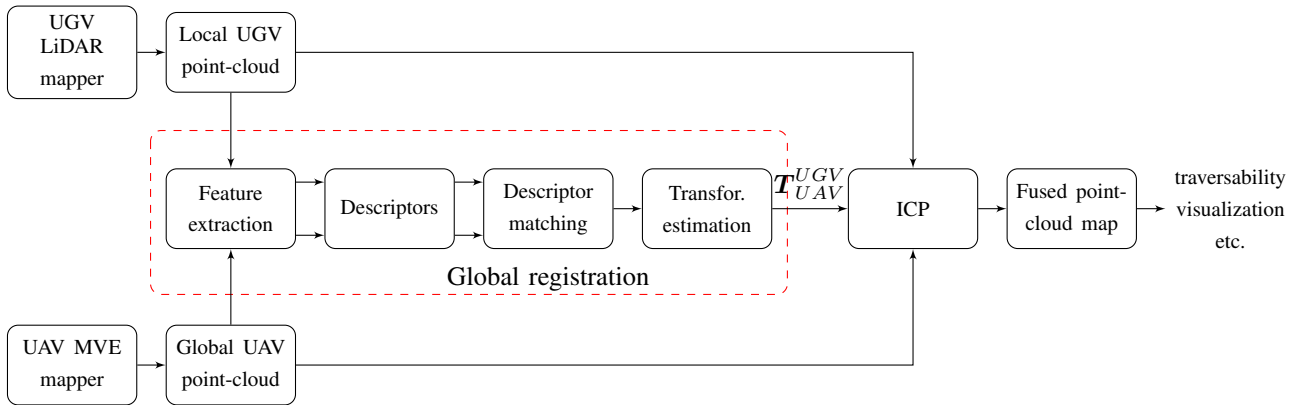 UGV
LiDAR
mapper
Local UGV
point-cloud
Feature
extraction
Descriptors
Descriptor
matching
Transfor.
estimation
T^{UGV}_{UAV}
ICP
Fused point-
cloud map
traversability
visualization
etc.
Global registration
UAV MVE
mapper
Global UAV
point-cloud